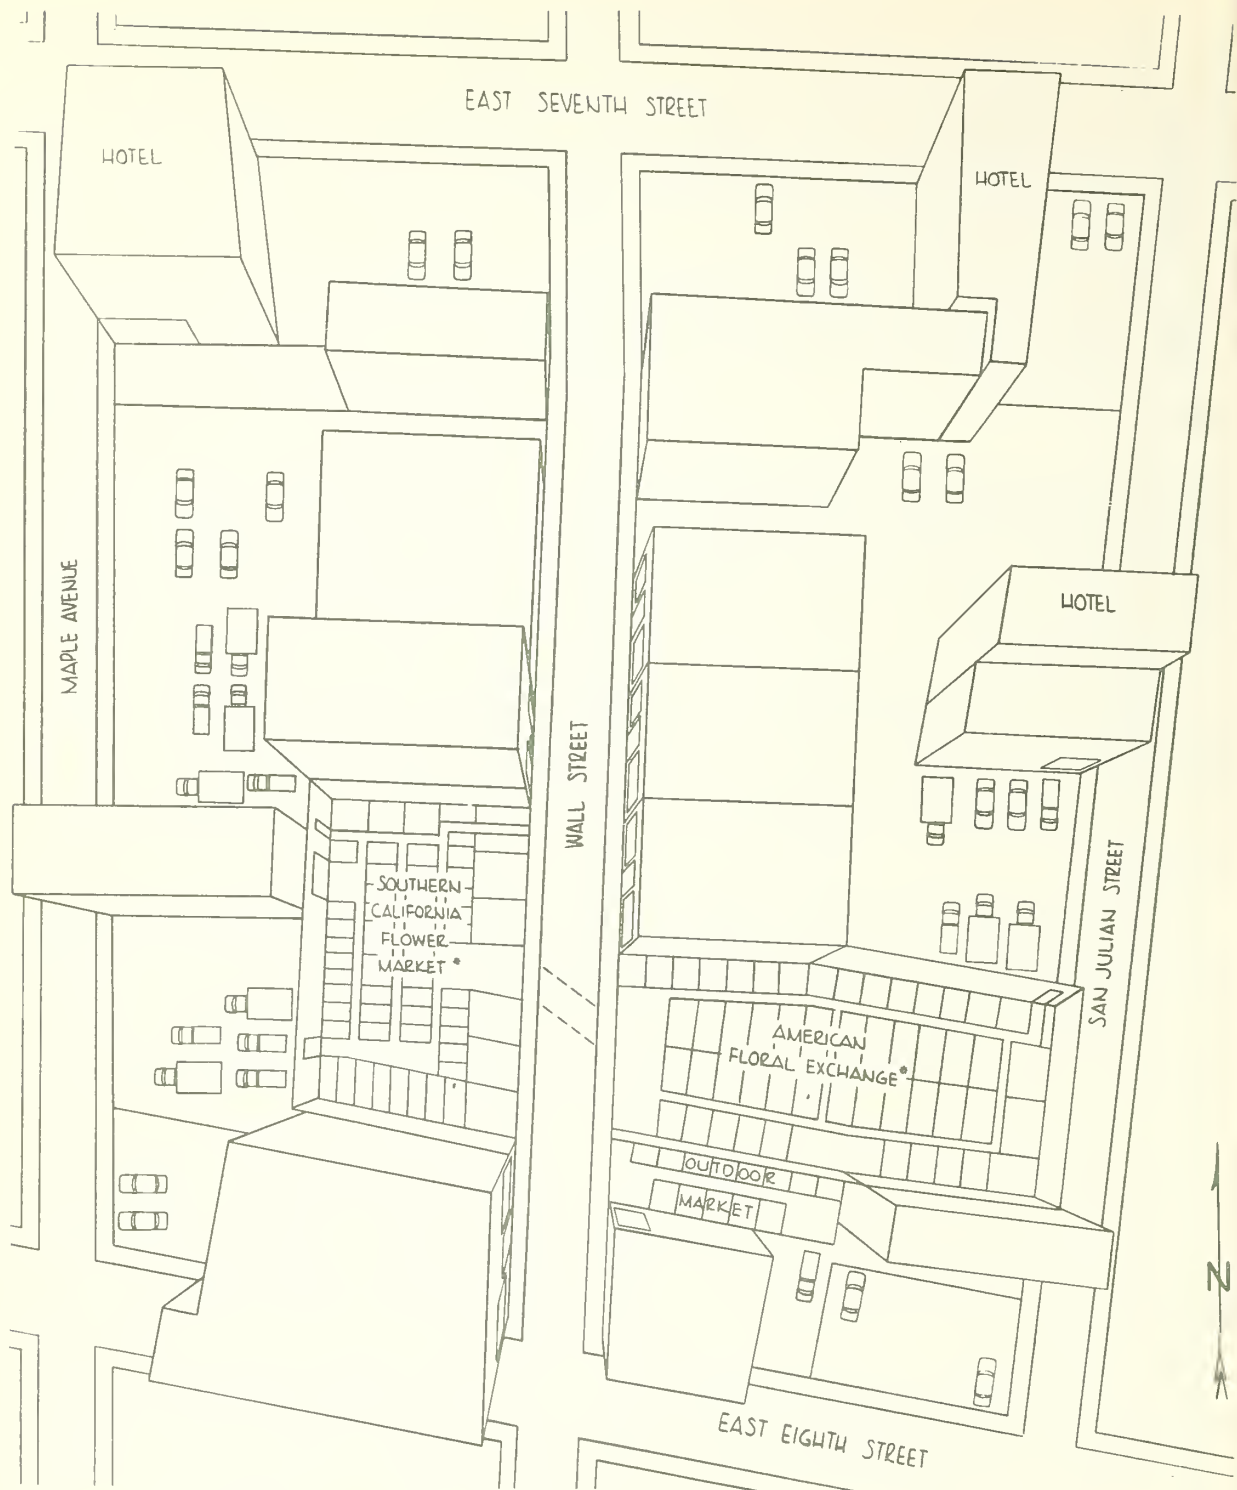 EAST SEVENTH STREET
HOTEL
HOTEL
MAPLE AVENUE
HOTEL
WALL STREET
SAN JULIAN STREET
SOUTHERN
CALIFORNIA
FLOWER
MARKET*
AMERICAN
FLORAL EXCHANGE*
OUTDOOR
MARKET
N
EAST EIGHTH STREET